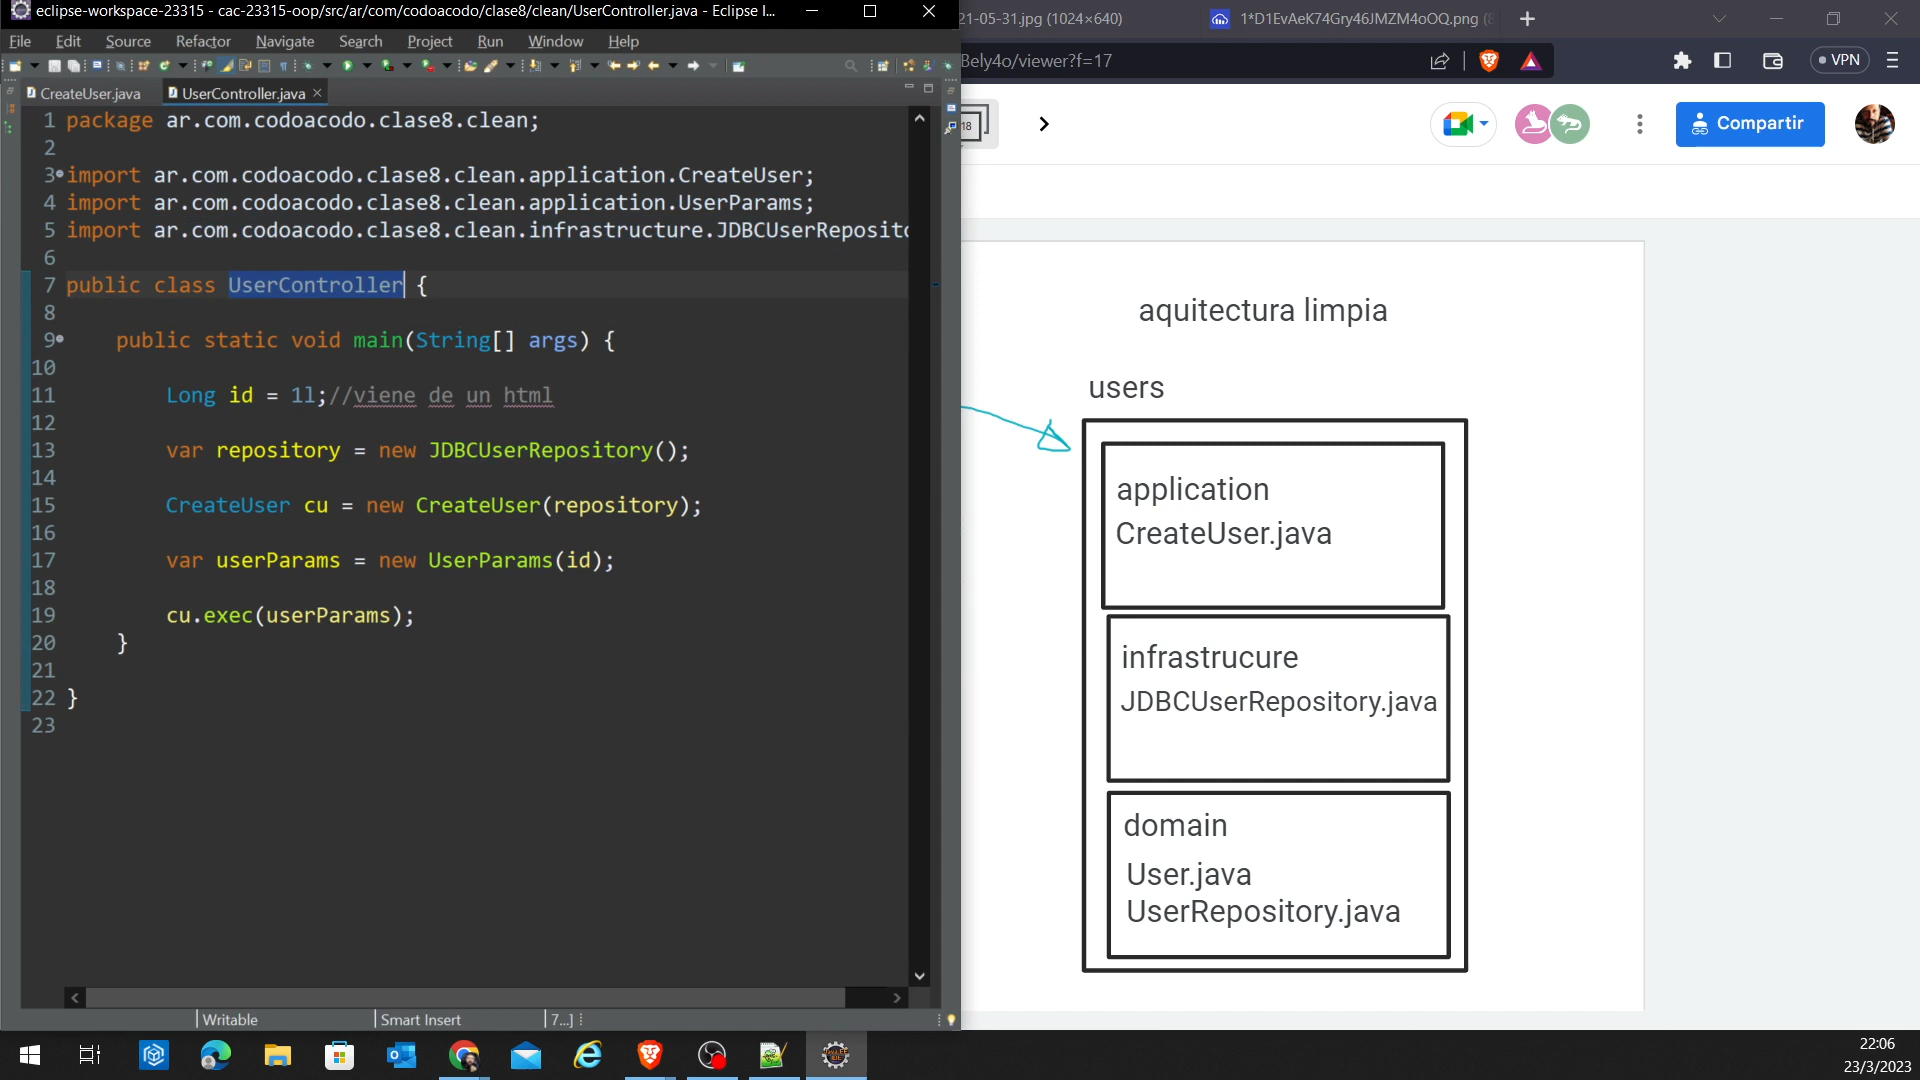 eclipse-workspace-23315 - cac-23315-oop/src/ar/com/codoacodo/clase8/clean/UserController.java - Eclipse I...
File Edit Source Refactor Navigate Search Project Run Window Help
CreateUser.java UserController.java
1 package ar.com.codoacodo.clase8.clean;
2
3 import ar.com.codoacodo.clase8.clean.application.CreateUser;
4 import ar.com.codoacodo.clase8.clean.application.UserParams;
5 import ar.com.codoacodo.clase8.clean.infrastructure.JDBCUserReposito
6
7 public class UserController {
8
9 public static void main(String[] args) {
10
11 Long id = 1l;//viene de un html
12
13 var repository = new JDBCUserRepository();
14
15 CreateUser cu = new CreateUser(repository);
16
17 var userParams = new UserParams(id);
18
19 cu.exec(userParams);
20 }
21
22 }
23
Writable Smart Insert 7...]
21-05-31.jpg (1024×640) 1*D1EvAeK74Gry46JMZM4oOQ.png
Bely4o/viewer?f=17 VPN
18 Compartir
aquitectura limpia
users
application
CreateUser.java
infrastrucure
JDBCUserRepository.java
domain
User.java
UserRepository.java
22:06
23/3/2023